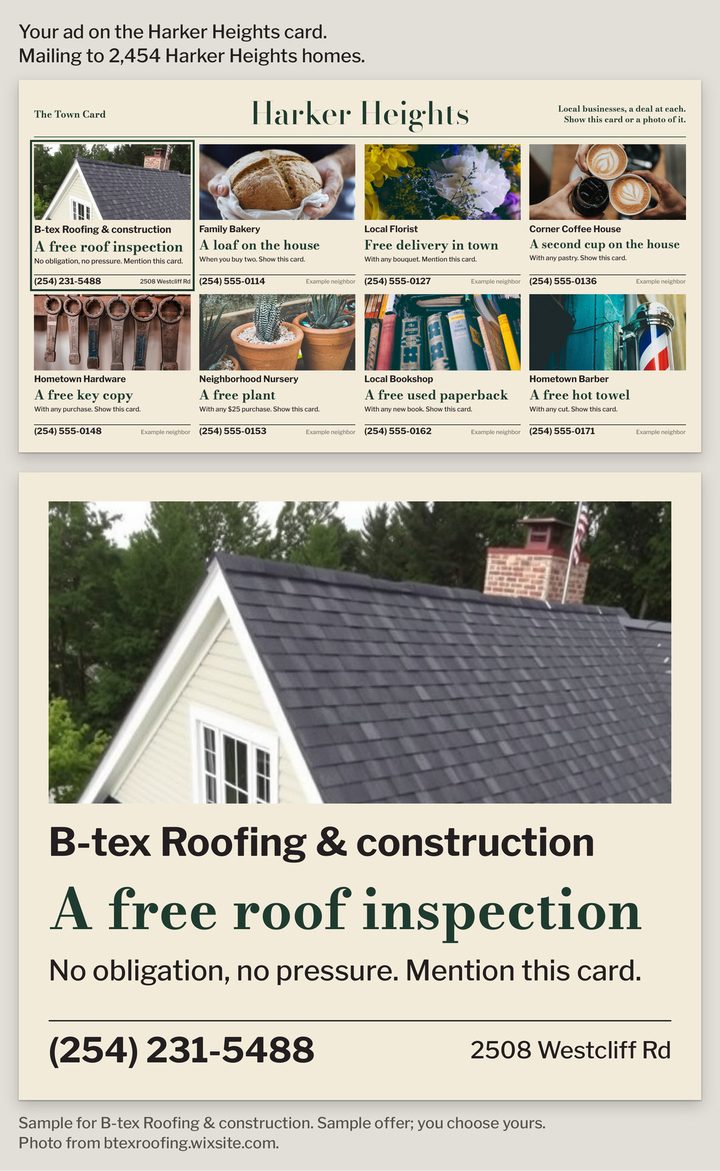 Your ad on the Harker Heights card.
Mailing to 2,454 Harker Heights homes.
The Town Card
Harker Heights
Local businesses, a deal at each.
Show this card or a photo of it.
B-tex Roofing & construction
A free roof inspection
No obligation, no pressure. Mention this card.
(254) 231-5488
2508 Westcliff Rd
Family Bakery
A loaf on the house
When you buy two. Show this card.
(254) 555-0114
Example neighbor
Local Florist
Free delivery in town
With any bouquet. Mention this card.
(254) 555-0127
Example neighbor
Corner Coffee House
A second cup on the house
With any pastry. Show this card.
(254) 555-0136
Example neighbor
Hometown Hardware
A free key copy
With any purchase. Show this card.
(254) 555-0148
Example neighbor
Neighborhood Nursery
A free plant
With any $25 purchase. Show this card.
(254) 555-0153
Example neighbor
Local Bookshop
A free used paperback
With any new book. Show this card.
(254) 555-0162
Example neighbor
Hometown Barber
A free hot towel
With any cut. Show this card.
(254) 555-0171
Example neighbor
B-tex Roofing & construction
A free roof inspection
No obligation, no pressure. Mention this card.
(254) 231-5488
2508 Westcliff Rd
Sample for B-tex Roofing & construction. Sample offer; you choose yours.
Photo from btexroofing.wixsite.com.